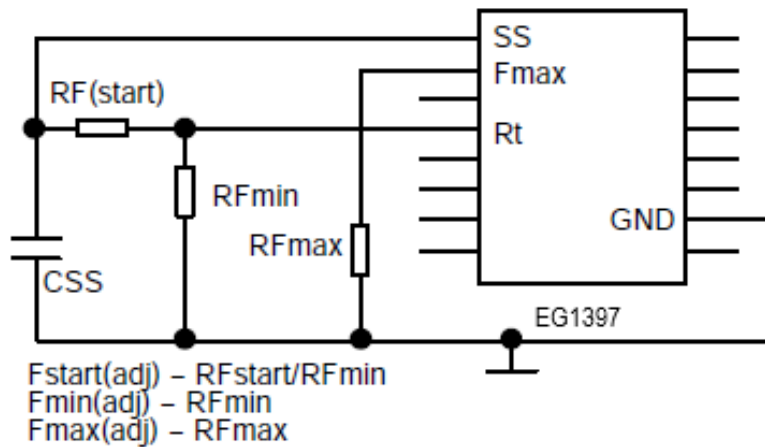 SS
Fmax
RF(start)
Rt
RFmin
GND
RFmax
CSS
EG1397
Fstart(adj) – RFstart/RFmin
Fmin(adj) – RFmin
Fmax(adj) – RFmax